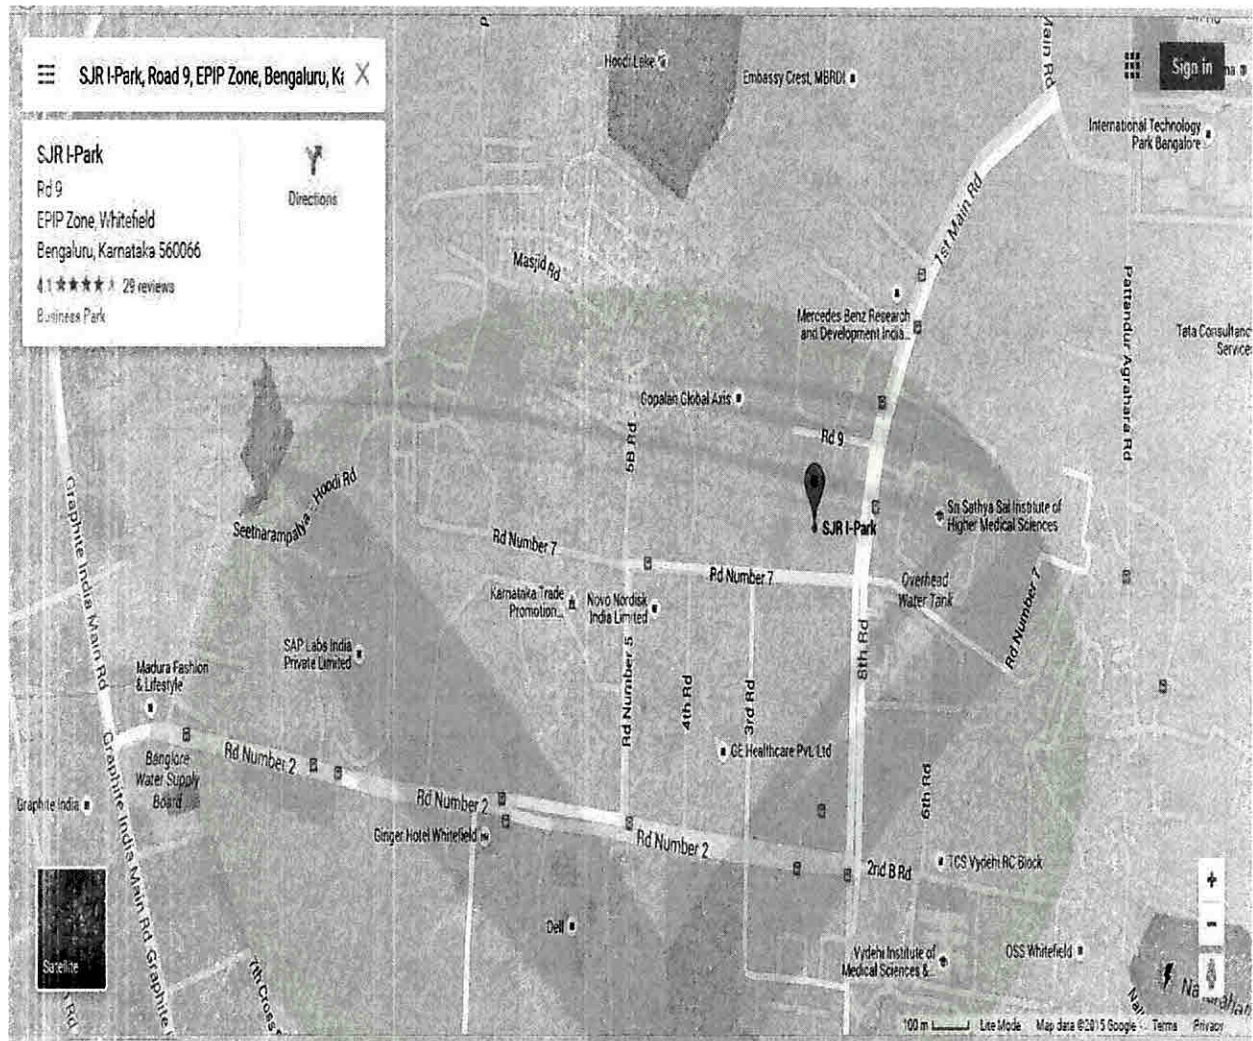 SJR I-Park, Road 9, EPIP Zone, Bengaluru, Ka
SJR I-Park
Rd 9
EPIP Zone, Whitefield
Bengaluru, Karnataka 560066
4.1 ★★★★★ 29 reviews
Business Park
Directions
Sign in
Hoodi Lake
Embassy Crest, MBRDI
Main Rd
International Technology
Park Bangalore
1st Main Rd
Masjid Rd
Mercedes Benz Research
and Development India...
Pattandur Agrahara Rd
Tata Consultanc
Services
Gopalan Global Axis
Rd 9
5B Rd
Seetharampalya - Hoodi Rd
Graphite India Main Rd
SJR I-Park
Sri Sathya Sai Institute of
Higher Medical Sciences
Rd Number 7
Rd Number 7
Overhead
Water Tank
Rd Number 7
Karnataka Trade
Promotion...
Novo Nordisk
India Limited
SAP Labs India
Private Limited
8th Rd
Madura Fashion
& Lifestyle
Rd Number 5
4th Rd
3rd Rd
GE Healthcare Pvt. Ltd
Rd Number 2
Banglore
Water Supply
Board
Graphite India
Rd Number 2
6th Rd
Ginger Hotel Whitefield
Rd Number 2
2nd B Rd
TCS Vydehi RC Block
Graphite India Main Rd
Dell
Vydehi Institute of
Medical Sciences &...
OSS Whitefield
Satellite
7th Cross
Rd
+
-
100 m
Lite Mode
Map data ©2015 Google
Terms
Privacy